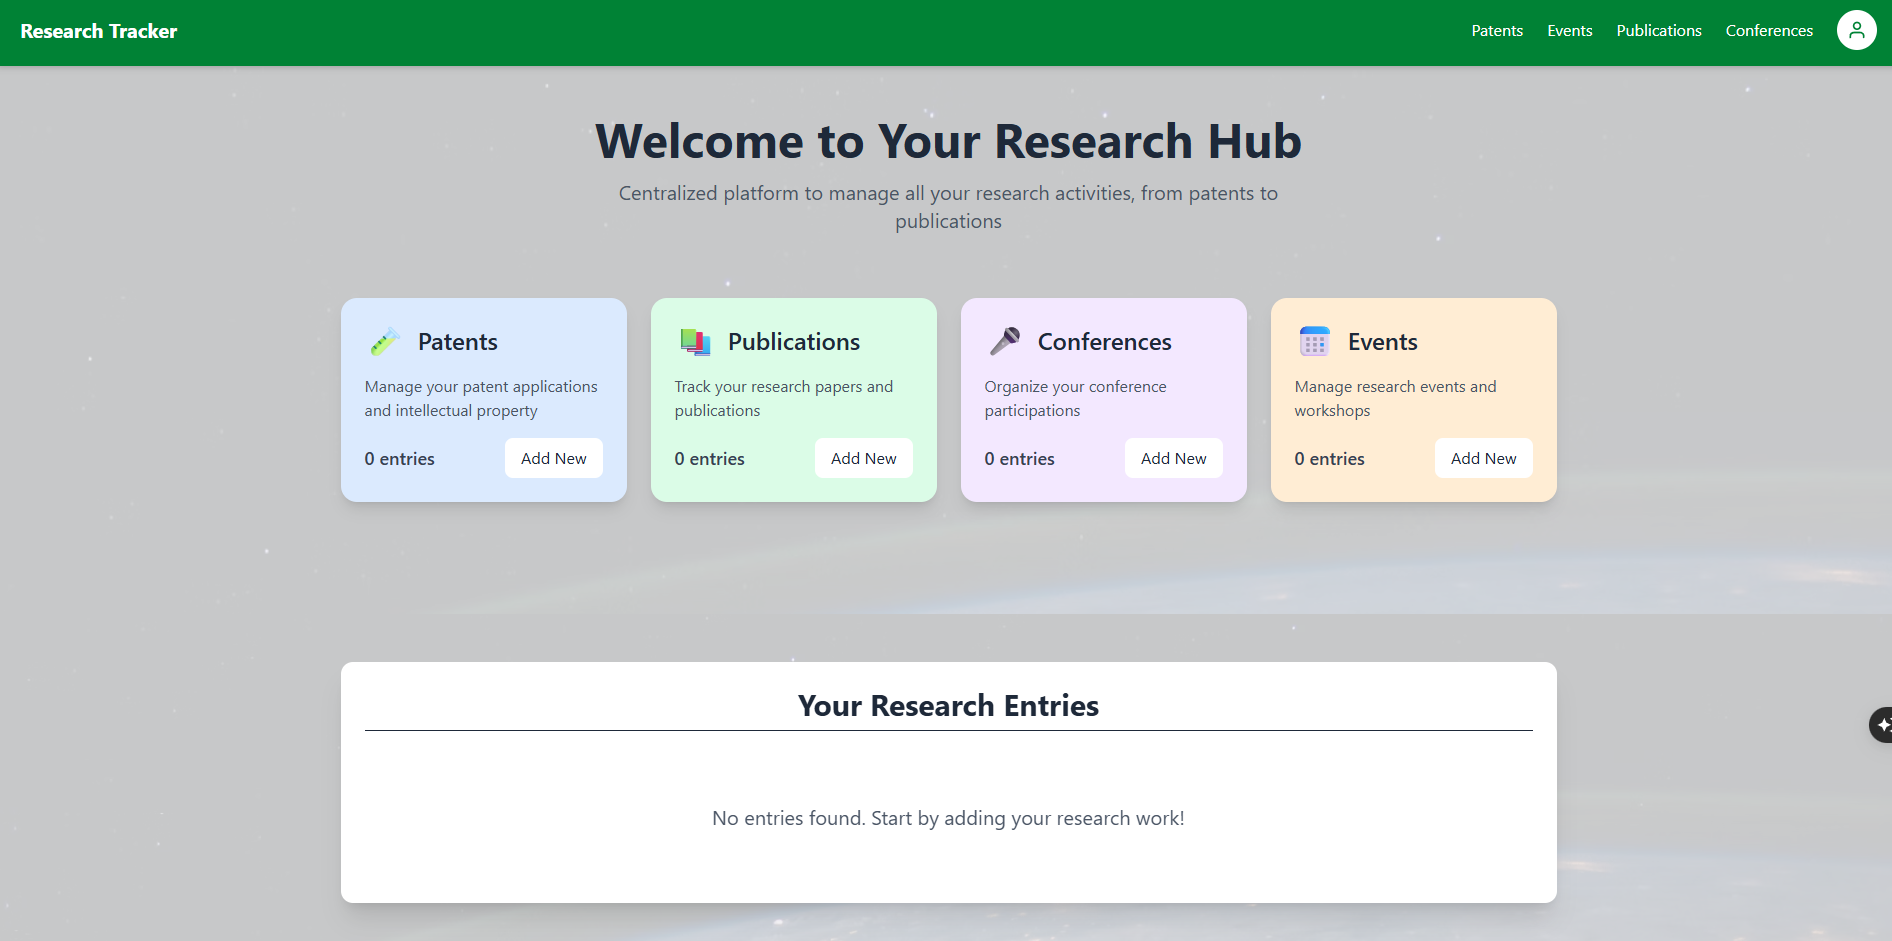 Research Tracker
Patents
Events
Publications
Conferences
Welcome to Your Research Hub
Centralized platform to manage all your research activities, from patents to
publications
Patents
Manage your patent applications
and intellectual property
0 entries
Add New
Publications
Track your research papers and
publications
0 entries
Add New
Conferences
Organize your conference
participations
0 entries
Add New
Events
Manage research events and
workshops
0 entries
Add New
Your Research Entries
No entries found. Start by adding your research work!